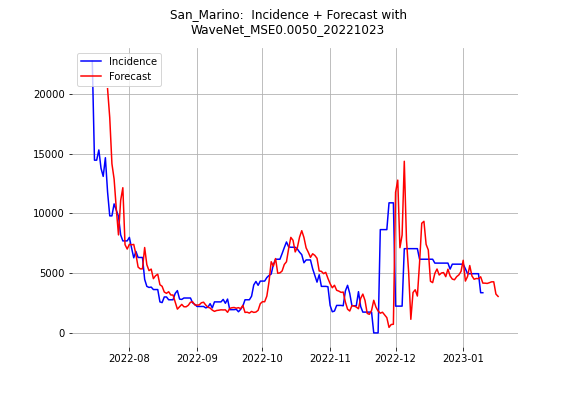 San_Marino:  Incidence + Forecast with
WaveNet_MSE0.0050_20221023
Incidence
Forecast
20000
15000
10000
5000
0
2022-08
2022-09
2022-10
2022-11
2022-12
2023-01